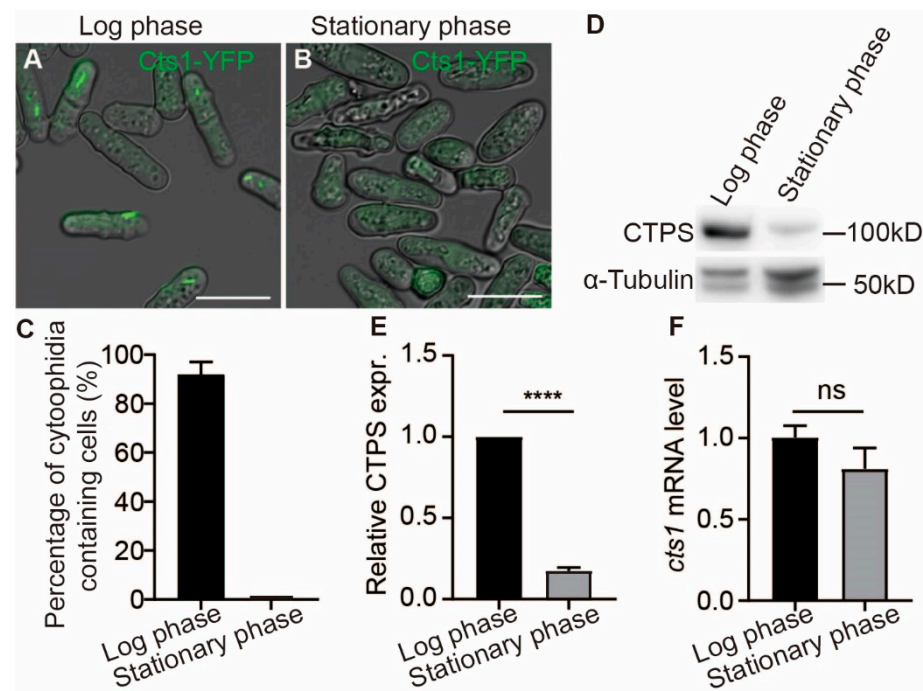 Log phase
Stationary phase
A
Cts1-YFP
B
Cts1-YFP
D
Log phase
Stationary phase
CTPS
100kD
α-Tubulin
50kD
C
Percentage of cytoophidia
containing cells (%)
100
80
60
40
20
0
Log phase
Stationary phase
E
Relative CTPS expr.
1.5
1.0
0.5
0.0
****
Log phase
Stationary phase
F
cts1 mRNA level
1.5
1.0
0.5
0.0
ns
Log phase
Stationary phase